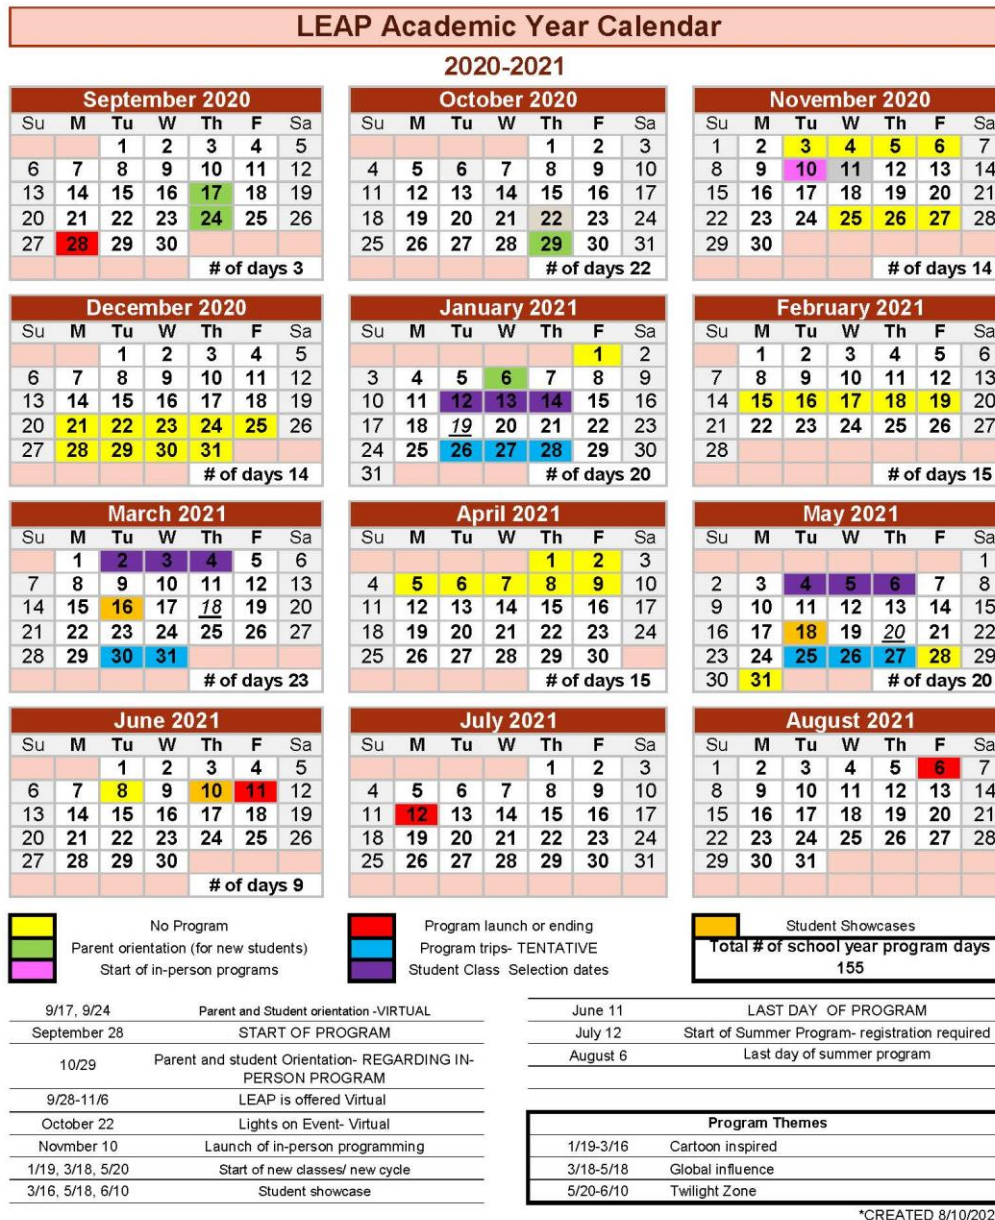 LEAP Academic Year Calendar
2020-2021
September 2020
Su M Tu W Th F Sa
1 2 3 4 5
6 7 8 9 10 11 12
13 14 15 16 17 18 19
20 21 22 23 24 25 26
27 28 29 30
# of days 3
October 2020
Su M Tu W Th F Sa
1 2 3
4 5 6 7 8 9 10
11 12 13 14 15 16 17
18 19 20 21 22 23 24
25 26 27 28 29 30 31
# of days 22
November 2020
Su M Tu W Th F Sa
1 2 3 4 5 6 7
8 9 10 11 12 13 14
15 16 17 18 19 20 21
22 23 24 25 26 27 28
29 30
# of days 14
December 2020
Su M Tu W Th F Sa
1 2 3 4 5
6 7 8 9 10 11 12
13 14 15 16 17 18 19
20 21 22 23 24 25 26
27 28 29 30 31
# of days 14
January 2021
Su M Tu W Th F Sa
1 2
3 4 5 6 7 8 9
10 11 12 13 14 15 16
17 18 19 20 21 22 23
24 25 26 27 28 29 30
31 # of days 20
February 2021
Su M Tu W Th F Sa
1 2 3 4 5 6
7 8 9 10 11 12 13
14 15 16 17 18 19 20
21 22 23 24 25 26 27
28
# of days 15
March 2021
Su M Tu W Th F Sa
1 2 3 4 5 6
7 8 9 10 11 12 13
14 15 16 17 18 19 20
21 22 23 24 25 26 27
28 29 30 31
# of days 23
April 2021
Su M Tu W Th F Sa
1 2 3
4 5 6 7 8 9 10
11 12 13 14 15 16 17
18 19 20 21 22 23 24
25 26 27 28 29 30
# of days 15
May 2021
Su M Tu W Th F Sa
1
2 3 4 5 6 7 8
9 10 11 12 13 14 15
16 17 18 19 20 21 22
23 24 25 26 27 28 29
30 31 # of days 20
June 2021
Su M Tu W Th F Sa
1 2 3 4 5
6 7 8 9 10 11 12
13 14 15 16 17 18 19
20 21 22 23 24 25 26
27 28 29 30
# of days 9
July 2021
Su M Tu W Th F Sa
1 2 3
4 5 6 7 8 9 10
11 12 13 14 15 16 17
18 19 20 21 22 23 24
25 26 27 28 29 30 31
August 2021
Su M Tu W Th F Sa
1 2 3 4 5 6 7
8 9 10 11 12 13 14
15 16 17 18 19 20 21
22 23 24 25 26 27 28
29 30 31
No Program
Parent orientation (for new students)
Start of in-person programs
Program launch or ending
Program trips- TENTATIVE
Student Class Selection dates
Student Showcases
Total # of school year program days
155
9/17, 9/24 Parent and Student orientation -VIRTUAL
September 28 START OF PROGRAM
10/29 Parent and student Orientation- REGARDING IN-
PERSON PROGRAM
9/28-11/6 LEAP is offered Virtual
October 22 Lights on Event- Virtual
Novmber 10 Launch of in-person programming
1/19, 3/18, 5/20 Start of new classes/ new cycle
3/16, 5/18, 6/10 Student showcase
June 11 LAST DAY OF PROGRAM
July 12 Start of Summer Program- registration required
August 6 Last day of summer program
Program Themes
1/19-3/16 Cartoon inspired
3/18-5/18 Global influence
5/20-6/10 Twilight Zone
*CREATED 8/10/202